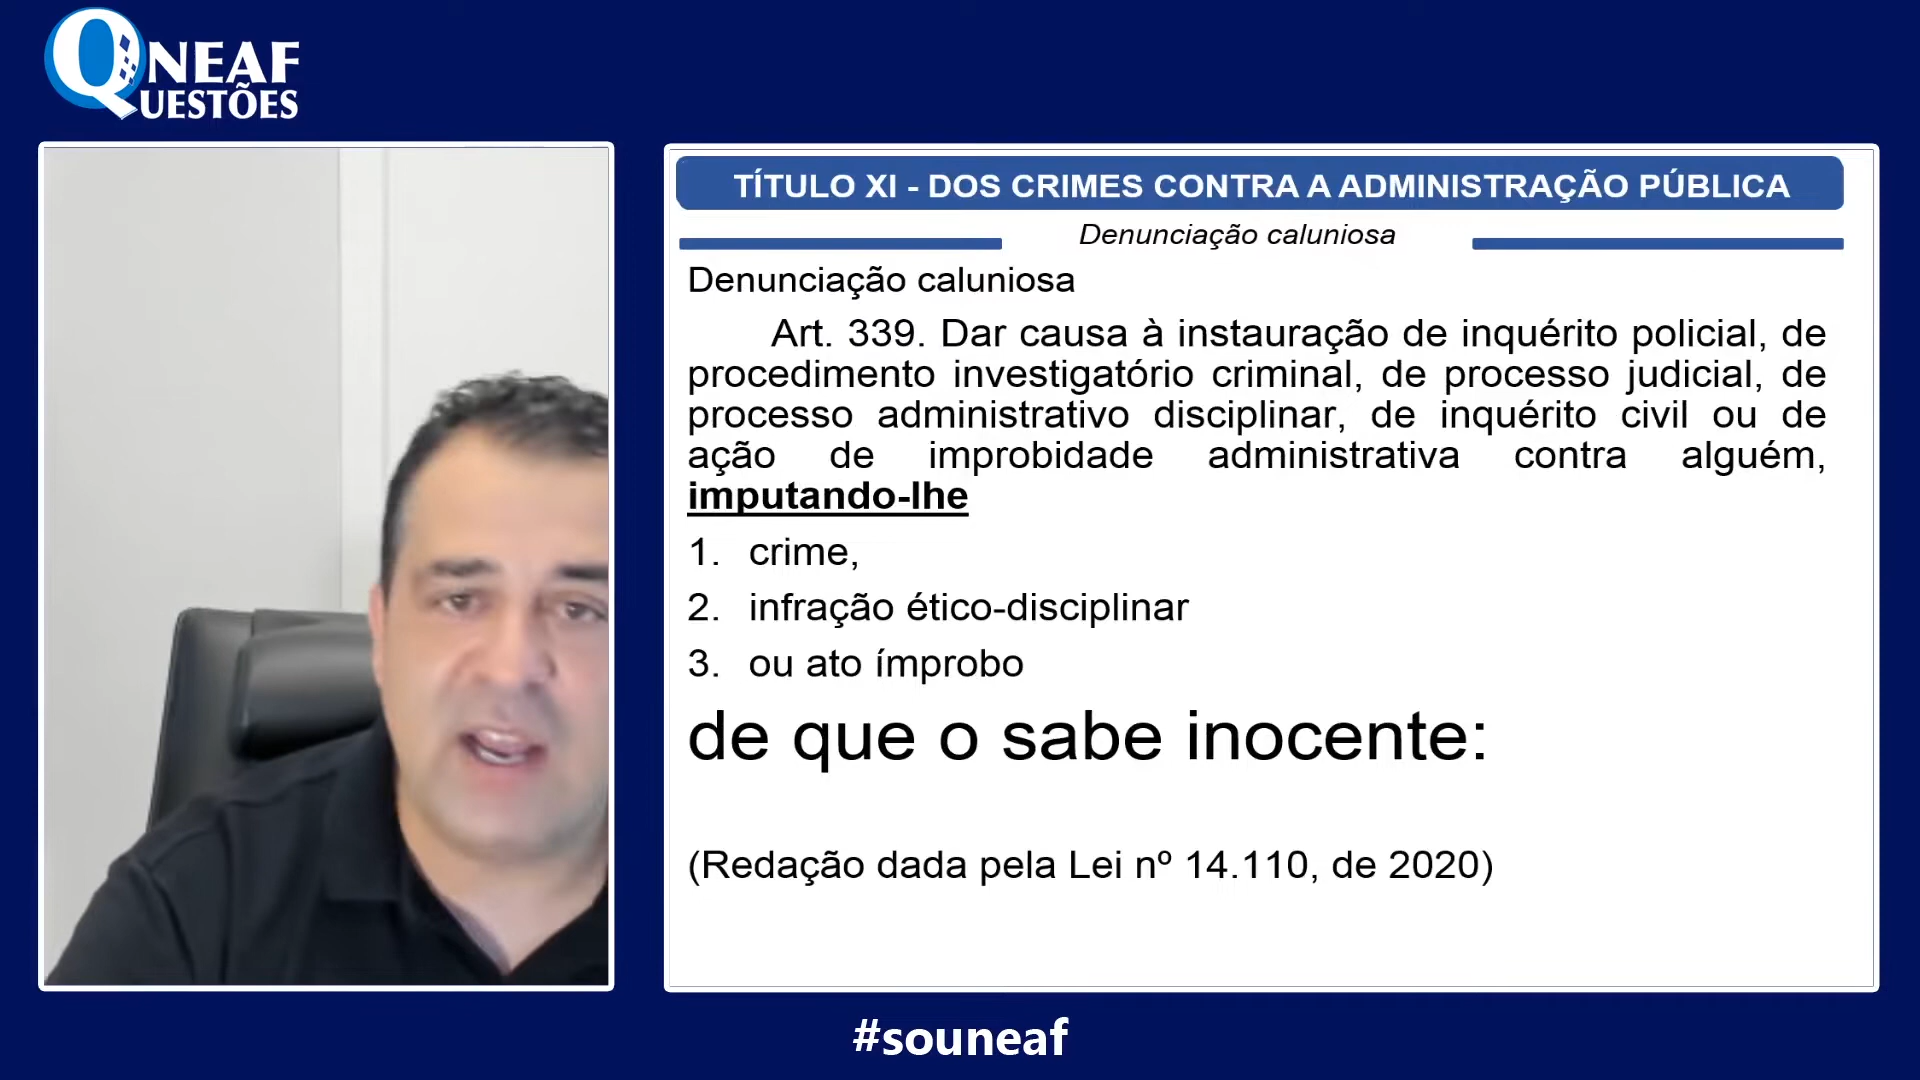 QNEAF
QUESTÕES
TÍTULO XI - DOS CRIMES CONTRA A ADMINISTRAÇÃO PÚBLICA
Denunciação caluniosa
Denunciação caluniosa
Art. 339. Dar causa à instauração de inquérito policial, de
procedimento investigatório criminal, de processo judicial, de
processo administrativo disciplinar, de inquérito civil ou de
ação de improbidade administrativa contra alguém,
imputando-lhe
1. crime,
2. infração ético-disciplinar
3. ou ato ímprobo
de que o sabe inocente:
(Redação dada pela Lei nº 14.110, de 2020)
#souneaf